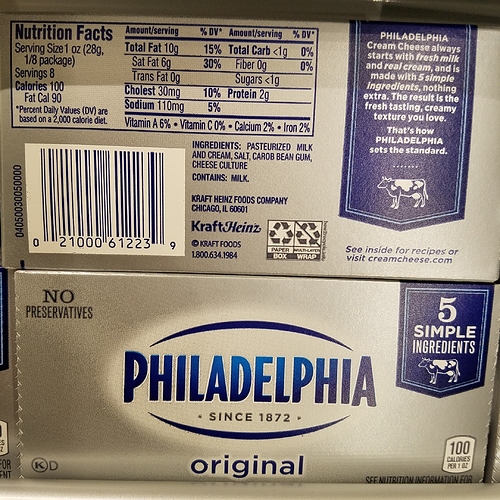 Nutrition Facts
Serving Size 1 oz (28g,
1/8 package)
Servings 8
Calories 100
Fat Cal 90
*Percent Daily Values (DV) are
based on a 2,000 calorie diet.
Amount/serving % DV* Amount/serving % DV*
Total Fat 10g 15% Total Carb <1g 0%
Sat Fat 6g 30% Fiber 0g 0%
Trans Fat 0g Sugars <1g
Cholest 30mg 10% Protein 2g
Sodium 110mg 5%
Vitamin A 6% • Vitamin C 0% • Calcium 2% • Iron 2%
INGREDIENTS: PASTEURIZED MILK
AND CREAM, SALT, CAROB BEAN GUM,
CHEESE CULTURE
CONTAINS: MILK.
KRAFT HEINZ FOODS COMPANY
CHICAGO, IL 60601
KraftHeinz
© KRAFT FOODS
1.800.634.1984
PAPER
BOX
MULTI-LAYER
WRAP
0 21000 61223 9
PHILADELPHIA
Cream Cheese always
starts with fresh milk
and real cream, and is
made with 5 simple
ingredients, nothing
extra. The result is the
fresh tasting, creamy
texture you love.
That's how
PHILADELPHIA
sets the standard.
See inside for recipes or
visit creamcheese.com
NO
PRESERVATIVES
5
SIMPLE
INGREDIENTS
PHILADELPHIA
• SINCE 1872 •
original
K D
100
CALORIES
PER 1 OZ
SEE NUTRITION INFORMATION FOR